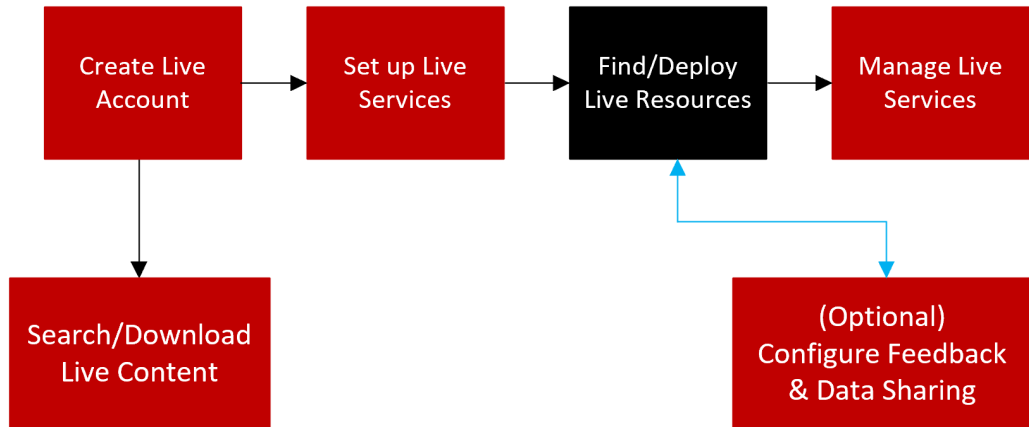 Create Live
Account
Set up Live
Services
Find/Deploy
Live Resources
Manage Live
Services
Search/Download
Live Content
(Optional)
Configure Feedback
& Data Sharing